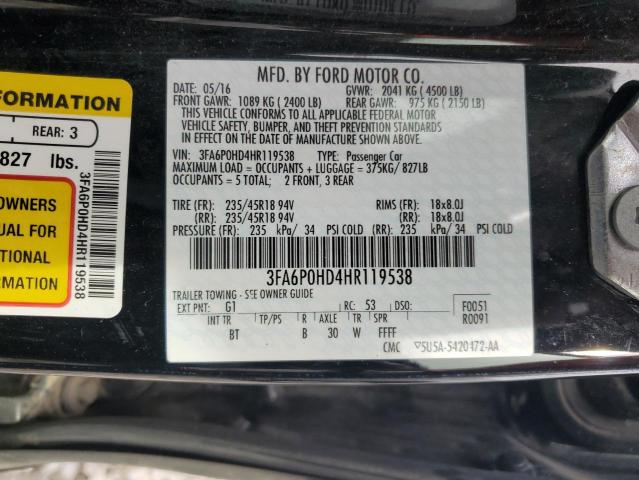 MFD. BY FORD MOTOR CO.
DATE: 05/16 GVWR: 2041 KG ( 4500 LB)
FRONT GAWR: 1089 KG ( 2400 LB) REAR GAWR: 975 KG ( 2150 LB)
THIS VEHICLE CONFORMS TO ALL APPLICABLE FEDERAL MOTOR
VEHICLE SAFETY, BUMPER, AND THEFT PREVENTION STANDARDS
IN EFFECT ON THE DATE OF MANUFACTURE SHOWN ABOVE.
VIN: 3FA6P0HD4HR119538 TYPE: Passenger Car
MAXIMUM LOAD = OCCUPANTS + LUGGAGE = 375KG/ 827LB
OCCUPANTS = 5 TOTAL; 2 FRONT, 3 REAR
TIRE (FR): 235/45R18 94V RIMS (FR): 18x8.0J
(RR): 235/45R18 94V (RR): 18x8.0J
PRESSURE (FR): 235 kPa/ 34 PSI COLD (RR): 235 kPa/ 34 PSI COLD
3FA6P0HD4HR119538
TRAILER TOWING - SEE OWNER GUIDE
EXT PNT: G1 RC: 53 DSO: F0051
INT TR TP/PS R AXLE TR SPR R0091
BT B 30 W FFFF
CMC 5U5A-5420472-AA
FORMATION
REAR: 3
827 lbs.
OWNERS
UAL FOR
TIONAL
MATION
3FA6P0HD4HR119538